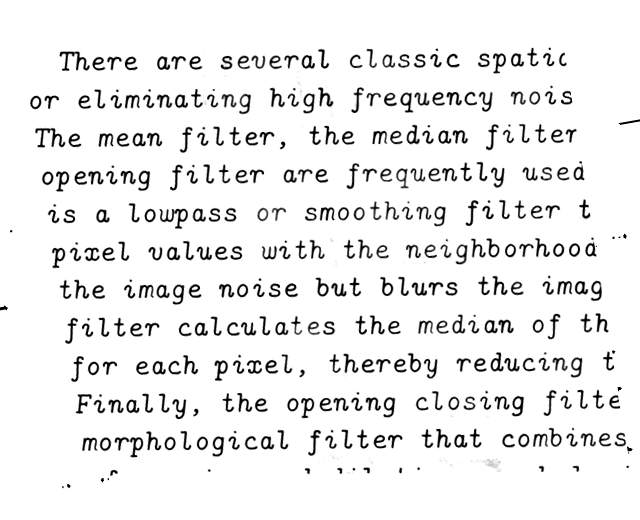 There are several classic spatic
or eliminating high frequency nois
The mean filter, the median filter
opening filter are frequently used
is a lowpass or smoothing filter t
pixel values with the neighborhood
the image noise but blurs the imag
filter calculates the median of th
for each pixel, thereby reducing t
Finally, the opening closing filte
morphological filter that combines